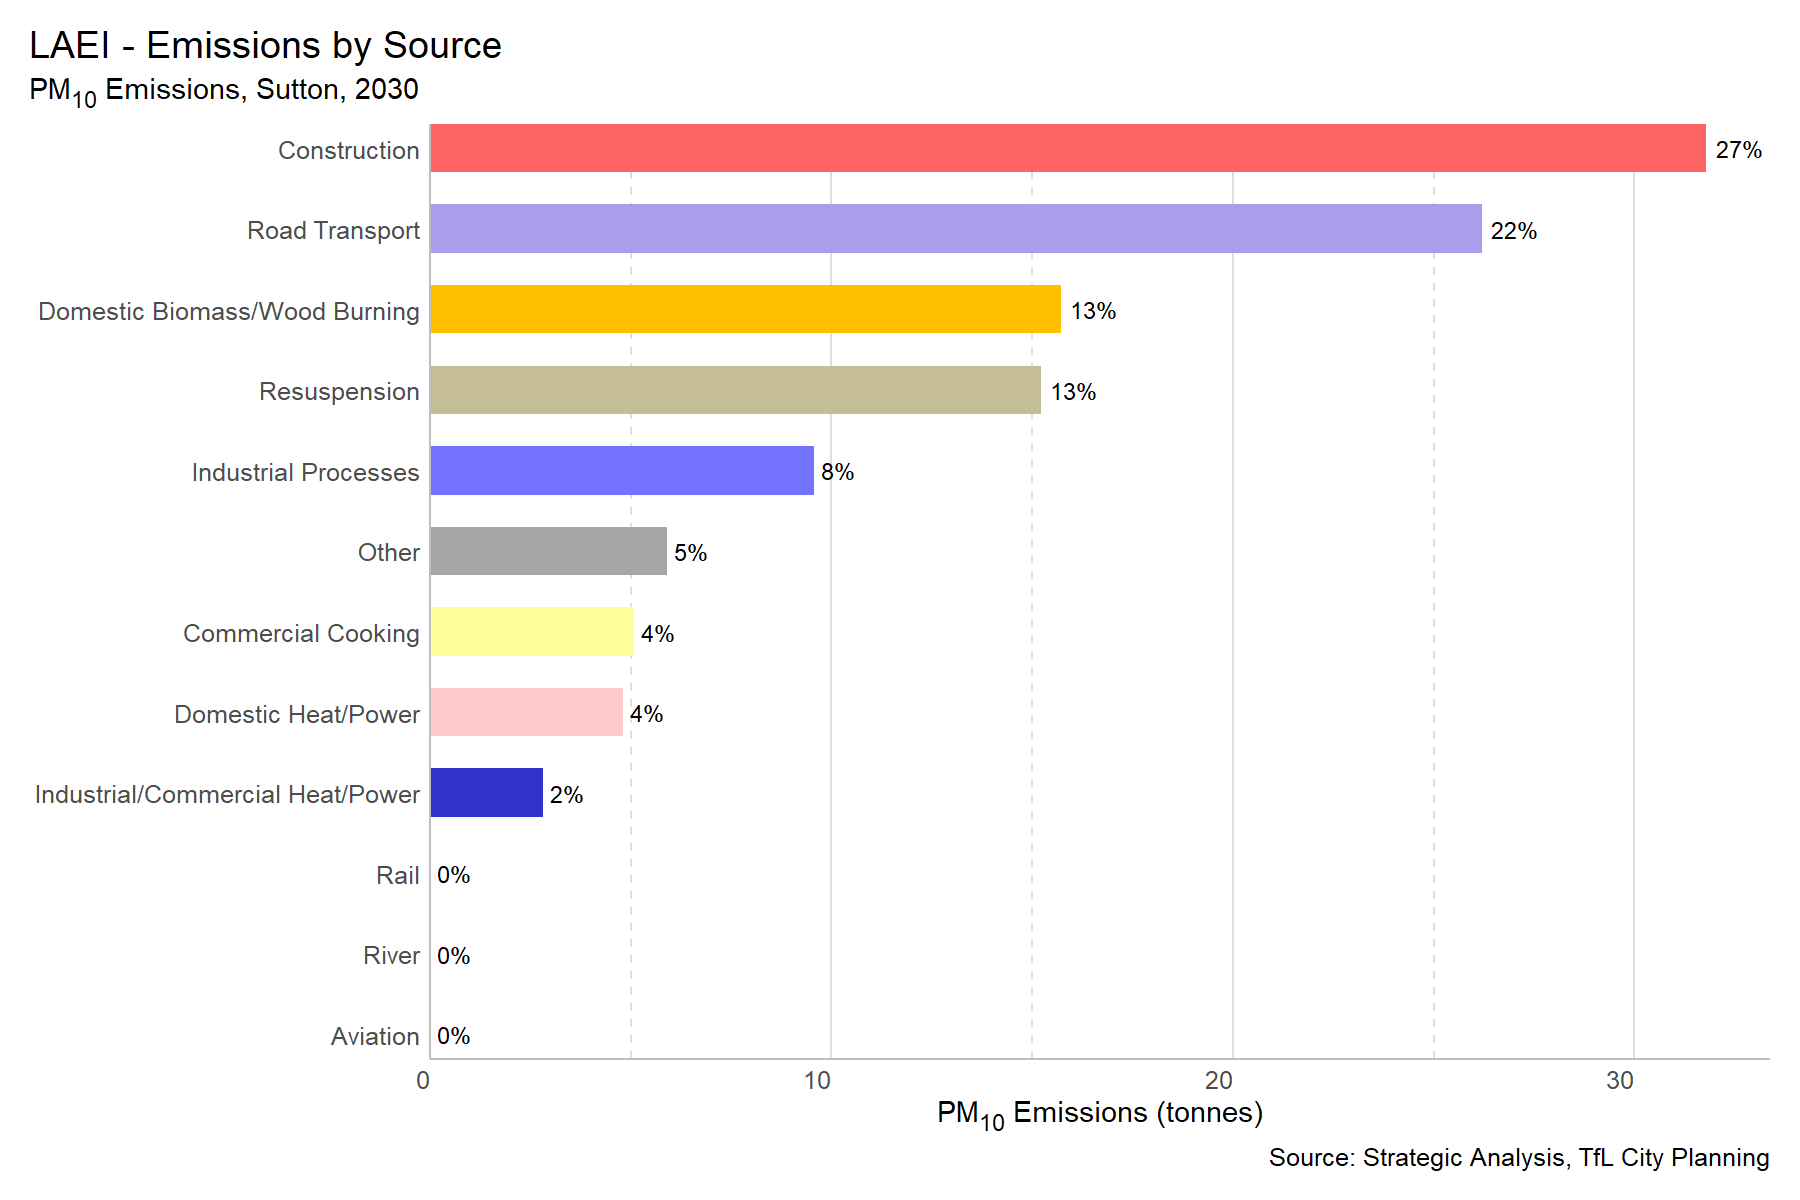 LAEI - Emissions by Source
PM10 Emissions, Sutton, 2030
Construction 27%
Road Transport 22%
Domestic Biomass/Wood Burning 13%
Resuspension 13%
Industrial Processes 8%
Other 5%
Commercial Cooking 4%
Domestic Heat/Power 4%
Industrial/Commercial Heat/Power 2%
Rail 0%
River 0%
Aviation 0%
0 10 20 30
PM10 Emissions (tonnes)
Source: Strategic Analysis, TfL City Planning